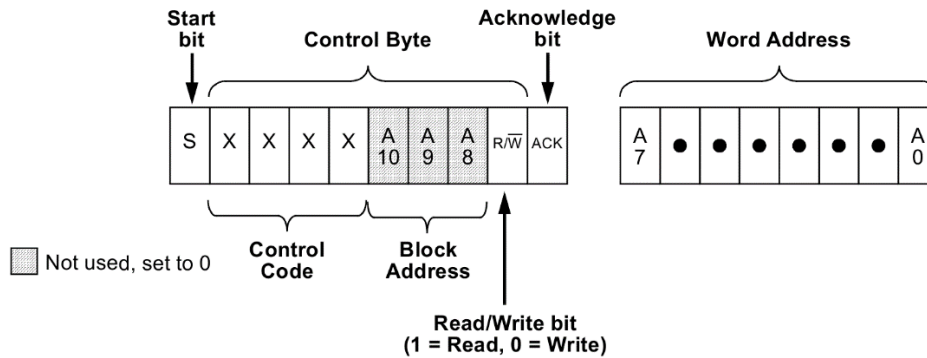 Start
bit
Control Byte
Acknowledge
bit
Word Address
S X X X X A
10 A
9 A
8 R/W̅ ACK
A
7 ● ● ● ● ● ● A
0
Control
Code
Block
Address
Not used, set to 0
Read/Write bit
(1 = Read, 0 = Write)